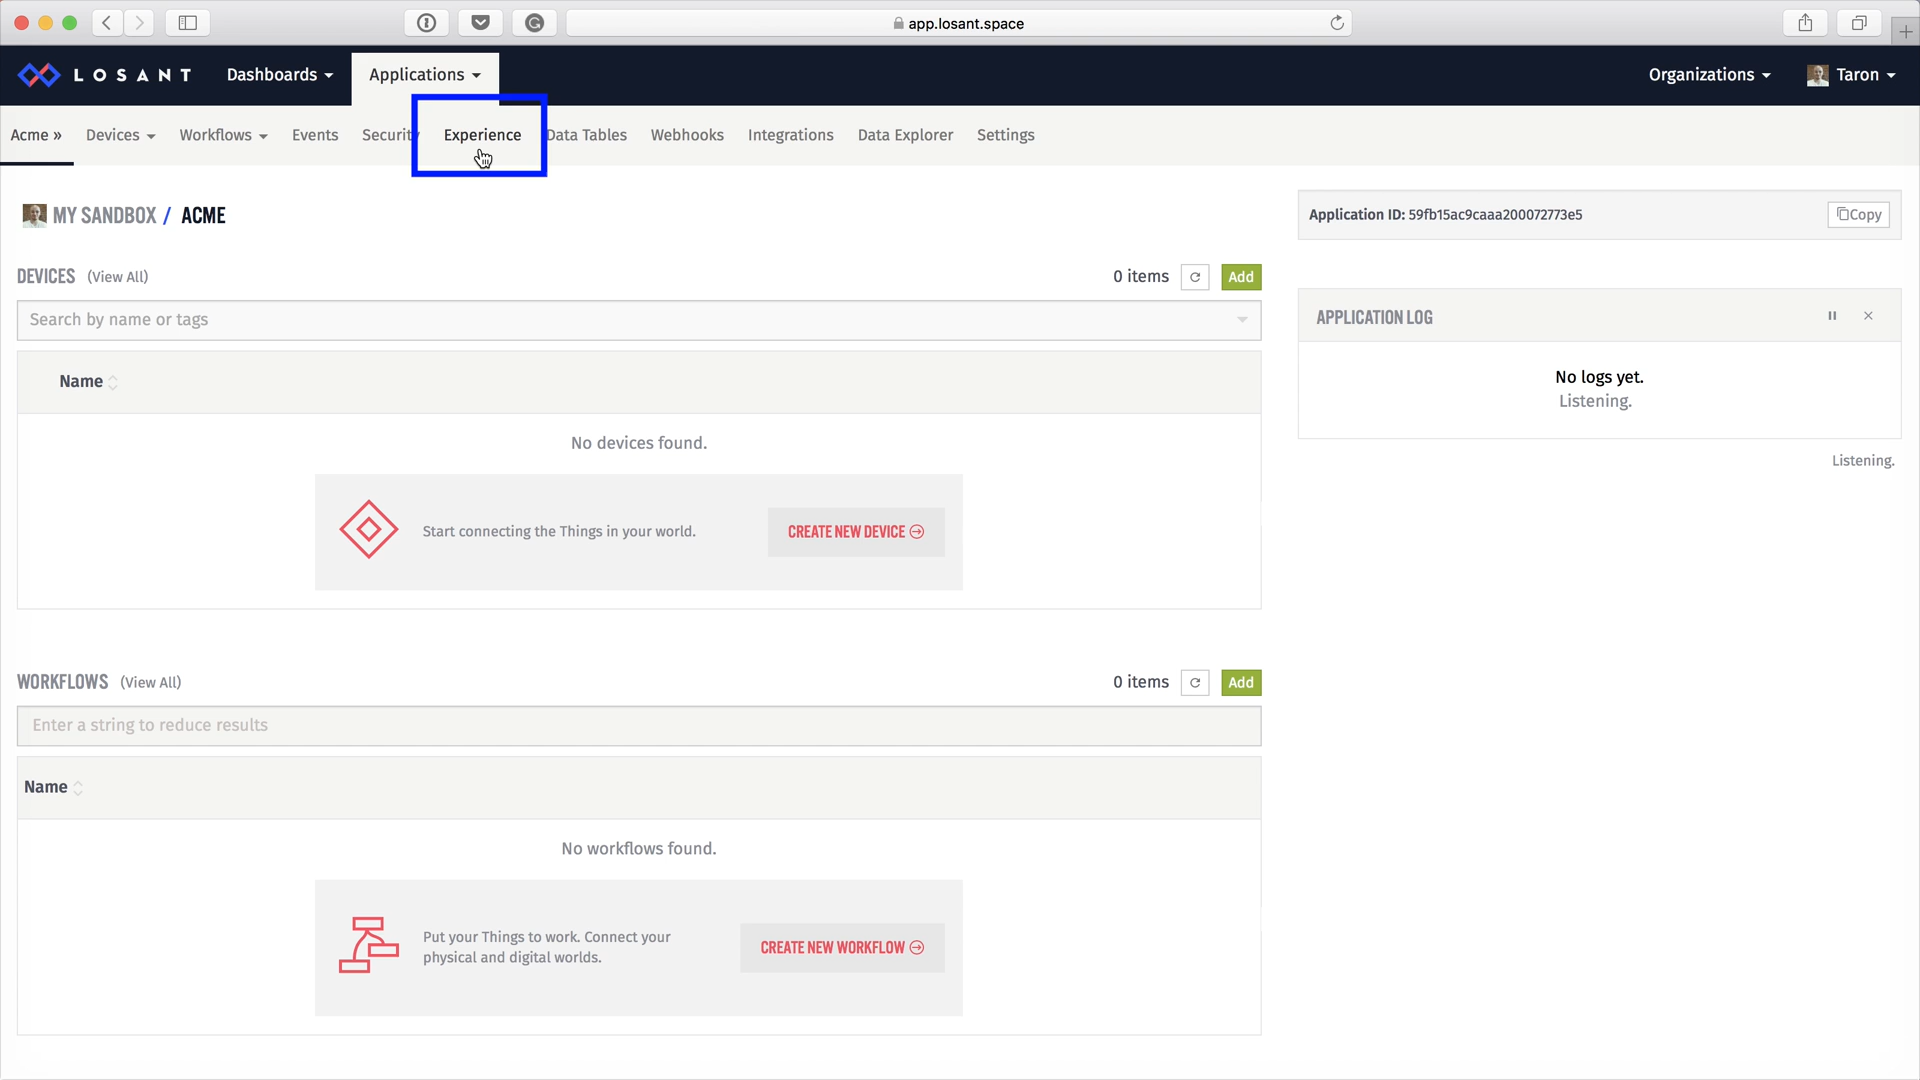 app.losant.space
LOSANT Dashboards Applications Organizations Taron
Acme » Devices Workflows Events Security Experience Data Tables Webhooks Integrations Data Explorer Settings
MY SANDBOX / ACME
Application ID: 59fb15ac9caaa200072773e5 Copy
DEVICES (View All) 0 items Add
Search by name or tags
APPLICATION LOG
Name
No logs yet.
Listening.
No devices found.
Listening.
Start connecting the Things in your world. CREATE NEW DEVICE
WORKFLOWS (View All) 0 items Add
Enter a string to reduce results
Name
No workflows found.
Put your Things to work. Connect your
physical and digital worlds.
CREATE NEW WORKFLOW